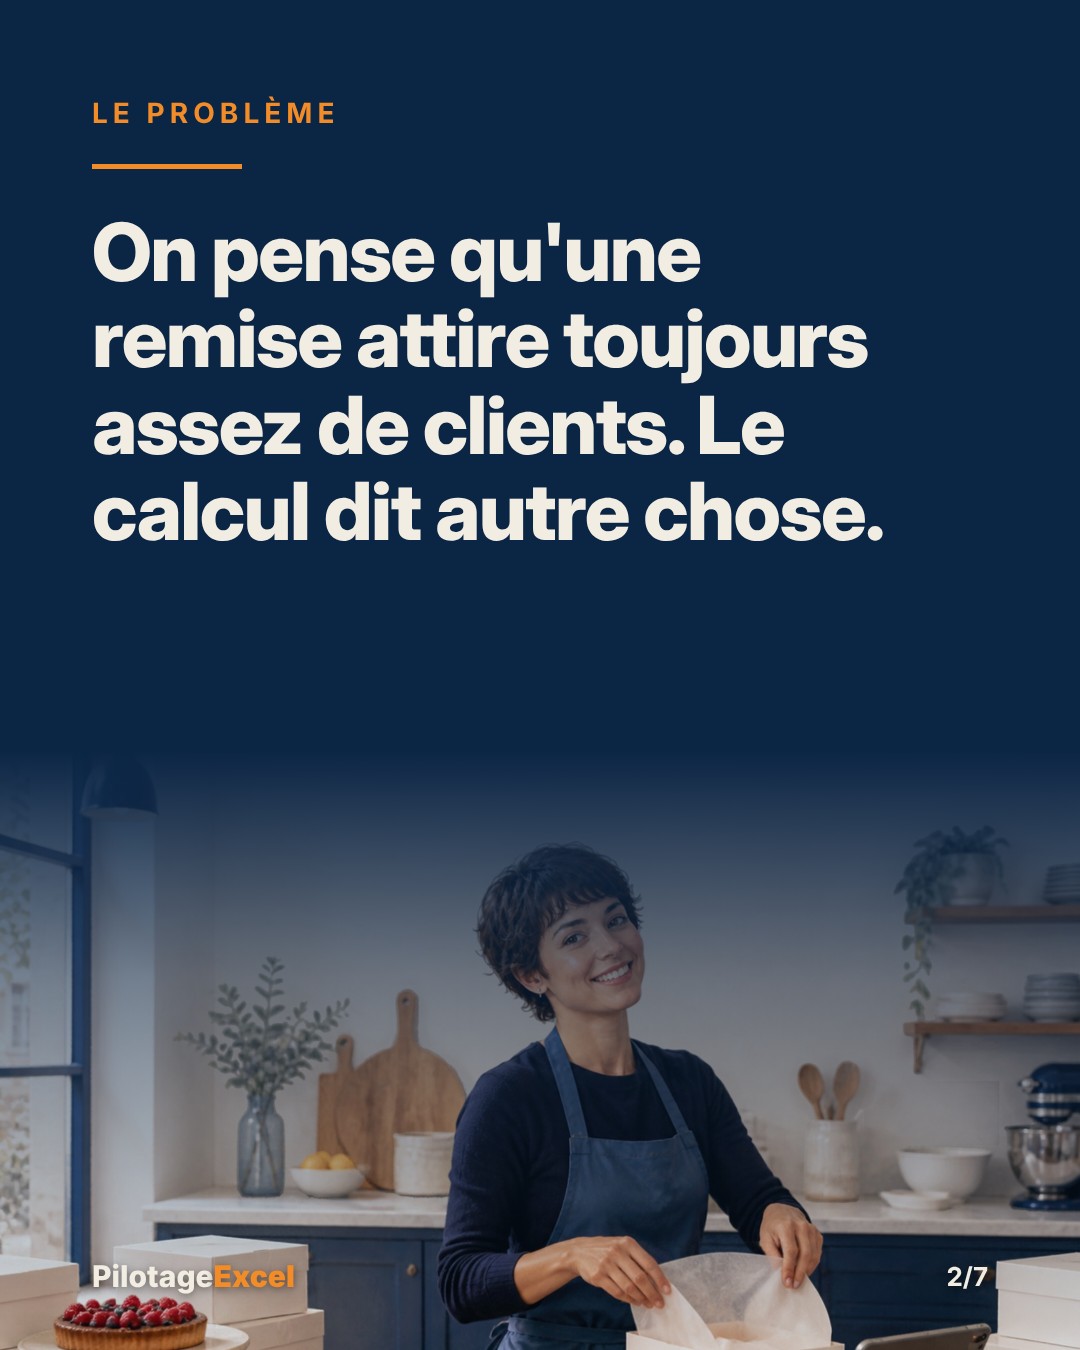 LE PROBLÈME
On pense qu'une
remise attire toujours
assez de clients. Le
calcul dit autre chose.
PilotageExcel
2/7